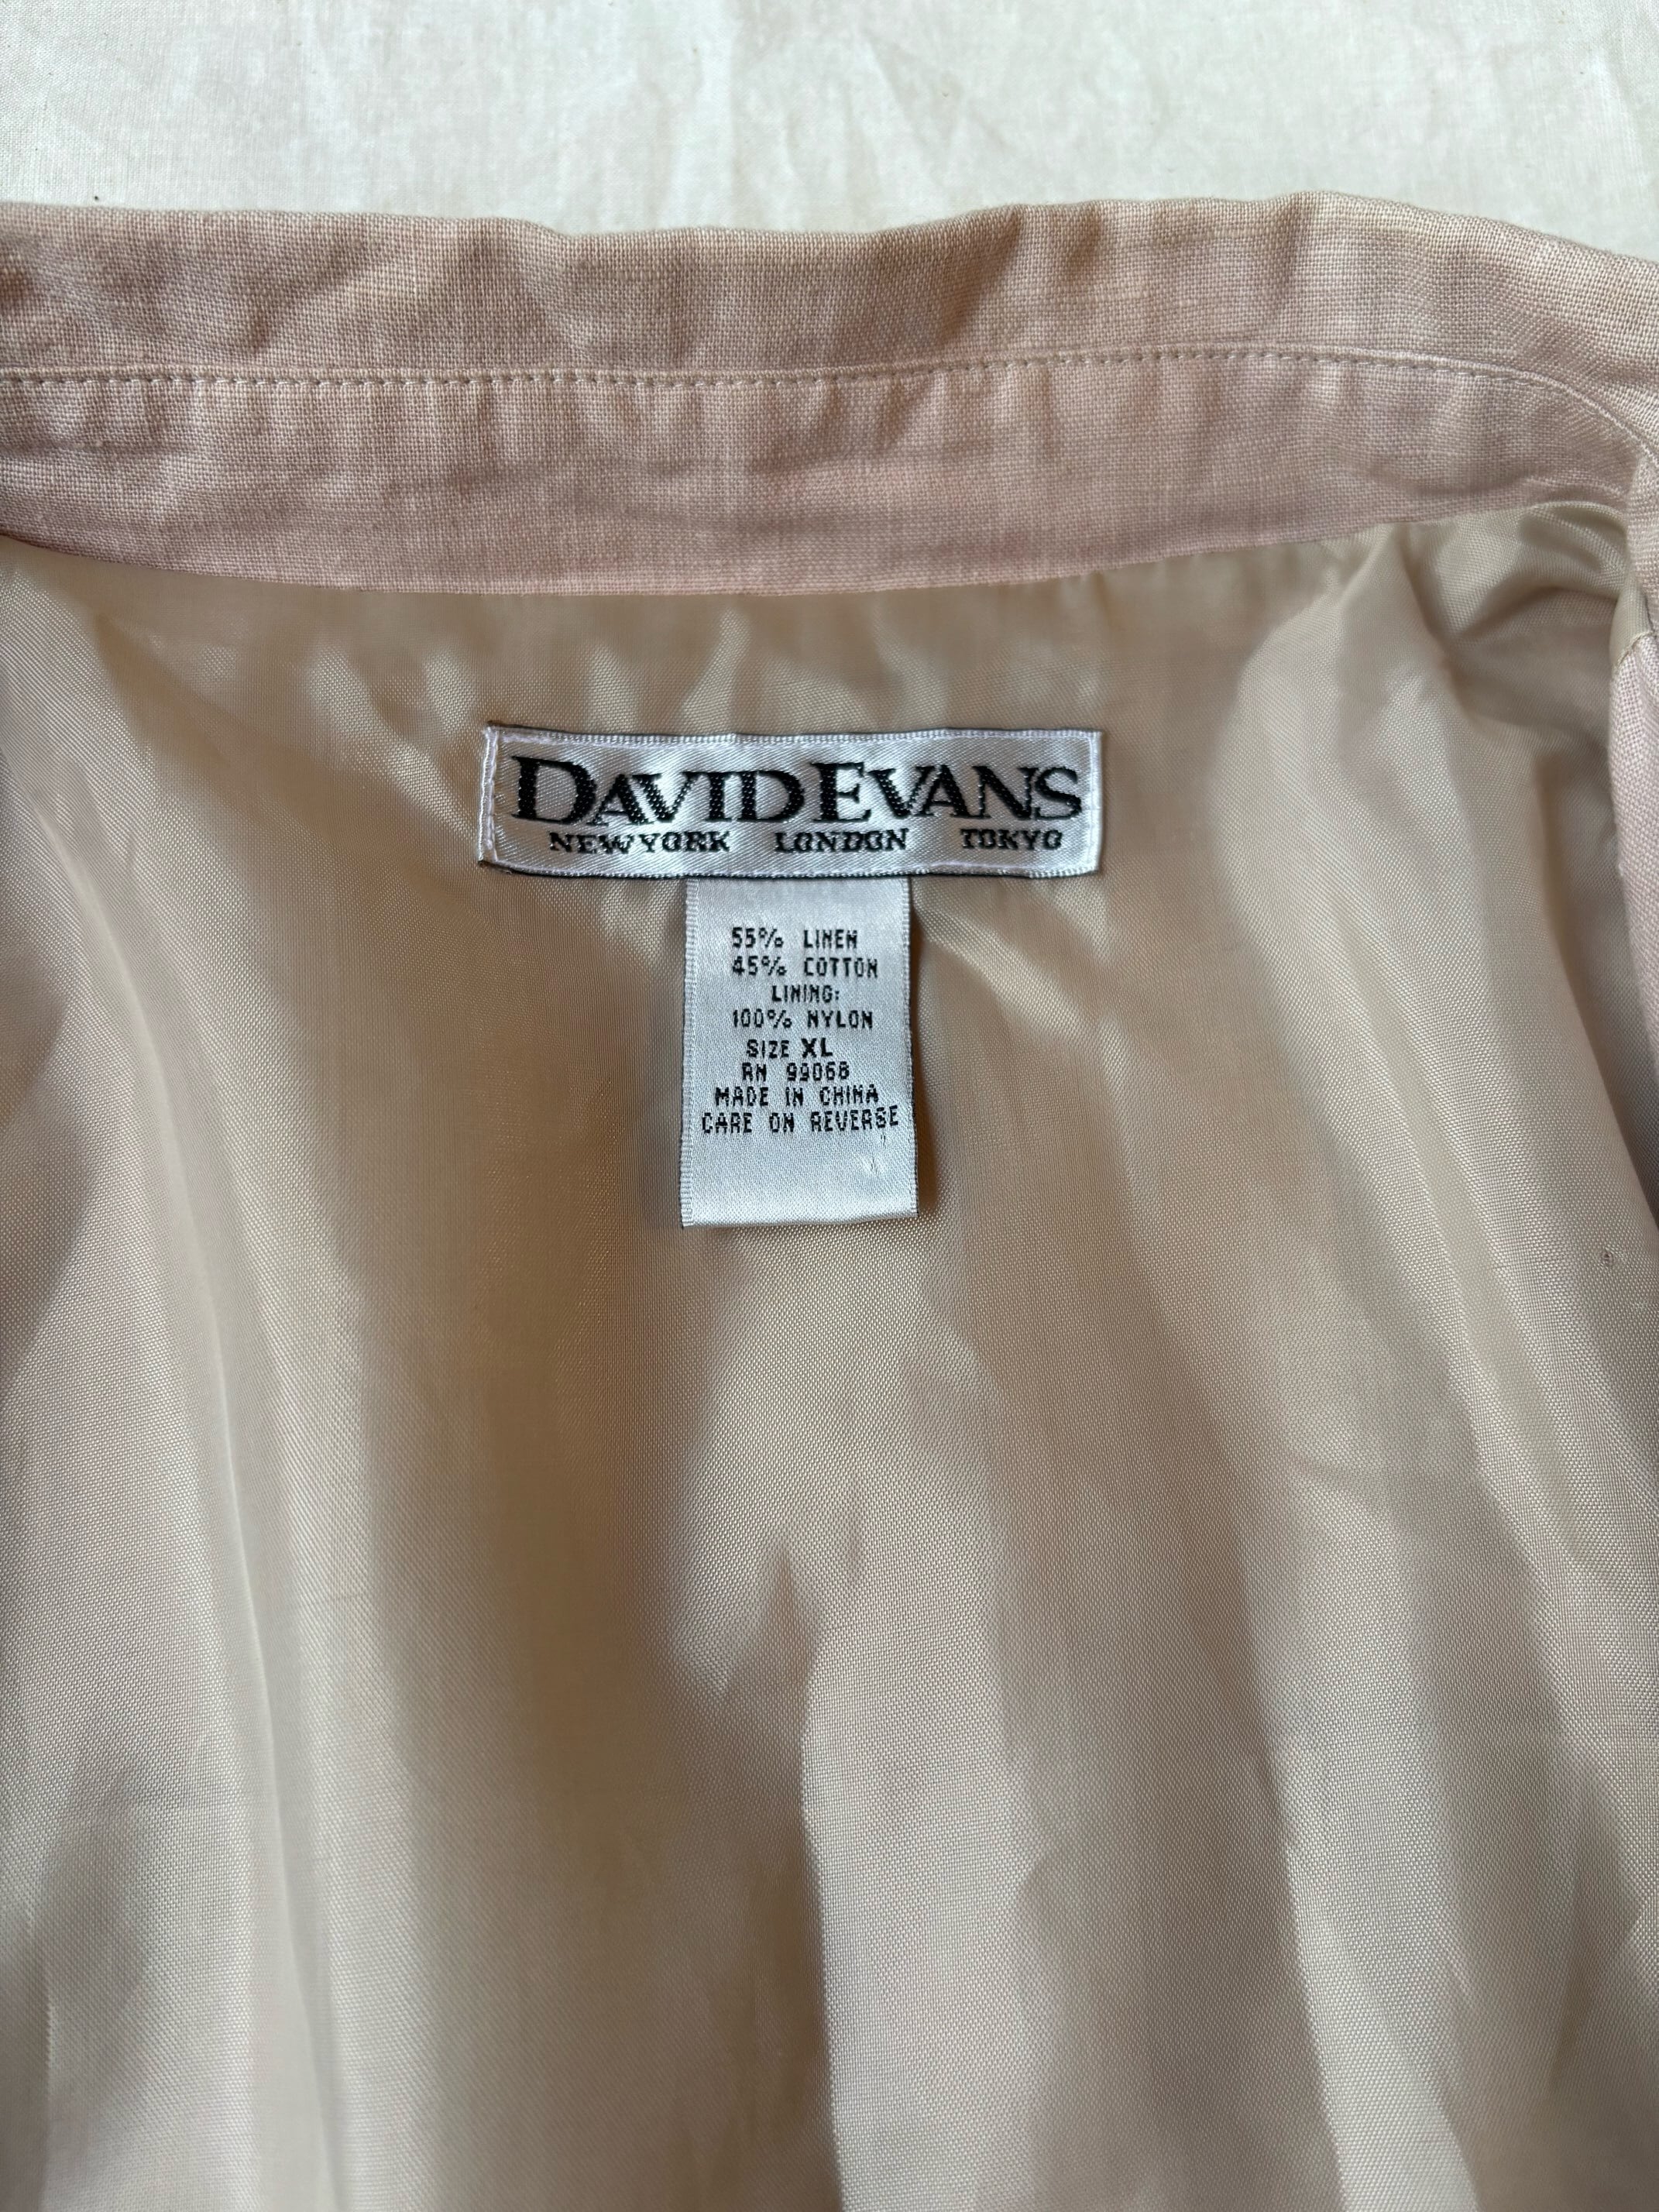 DAVID EVANS
NEW YORK LONDON TOKYO
55% LINEN
45% COTTON
LINING:
100% NYLON
SIZE XL
RN 99068
MADE IN CHINA
CARE ON REVERSE